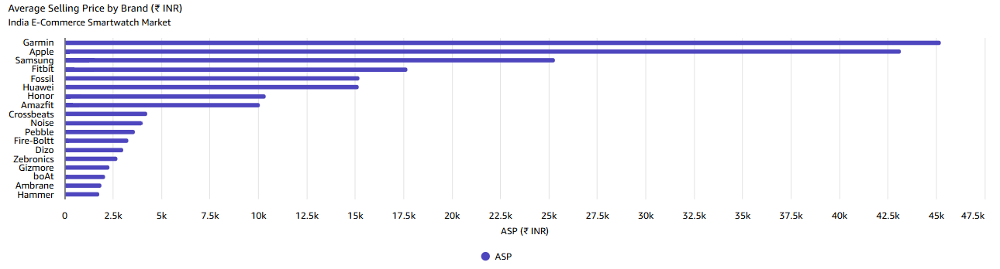 Average Selling Price by Brand (₹ INR)
India E-Commerce Smartwatch Market
Garmin
Apple
Samsung
Fitbit
Fossil
Huawei
Honor
Amazfit
Crossbeats
Noise
Pebble
Fire-Boltt
Dizo
Zebronics
Gizmore
boAt
Ambrane
Hammer
0 2.5k 5k 7.5k 10k 12.5k 15k 17.5k 20k 22.5k 25k 27.5k 30k 32.5k 35k 37.5k 40k 42.5k 45k 47.5k
ASP (₹ INR)
ASP